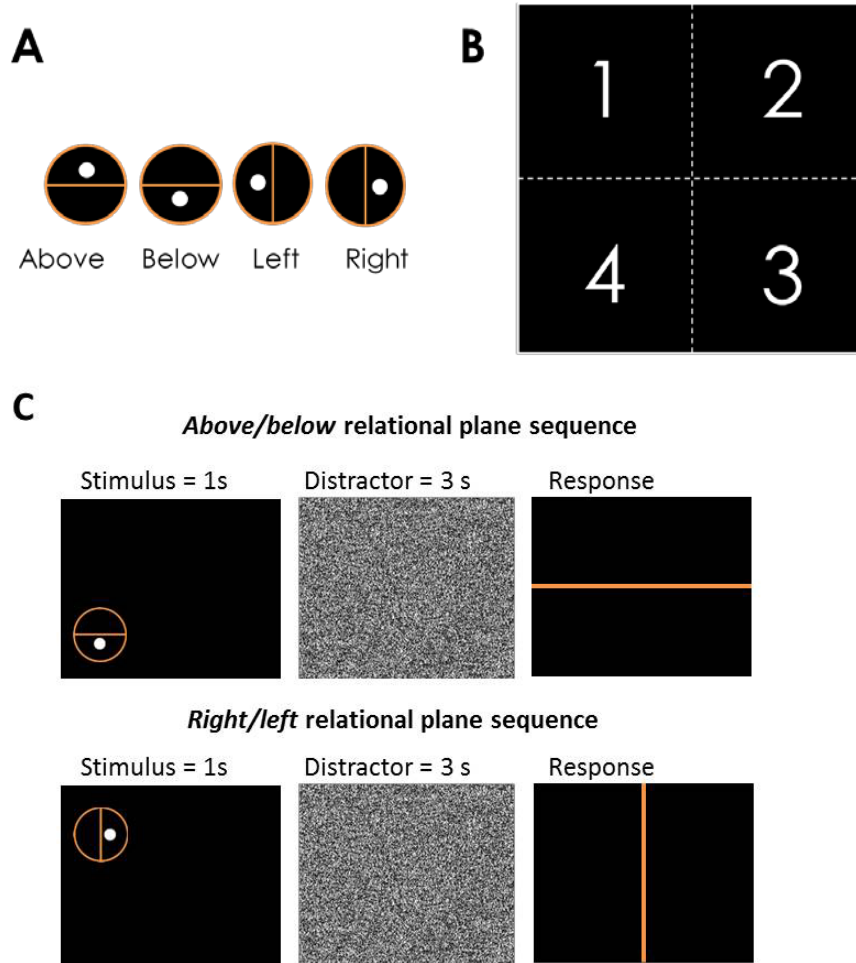 A
B
Above Below Left Right
1 2
4 3
C
Above/below relational plane sequence
Stimulus = 1s Distractor = 3 s Response
Right/left relational plane sequence
Stimulus = 1s Distractor = 3 s Response